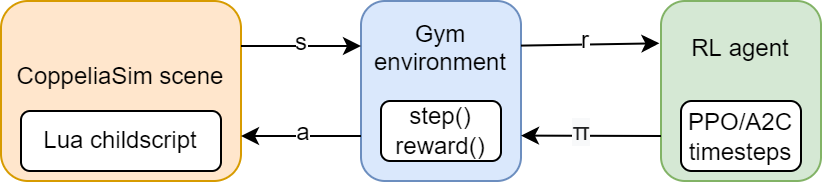 CoppeliaSim scene
Lua childscript
s
a
Gym
environment
step()
reward()
r
π
RL agent
PPO/A2C
timesteps